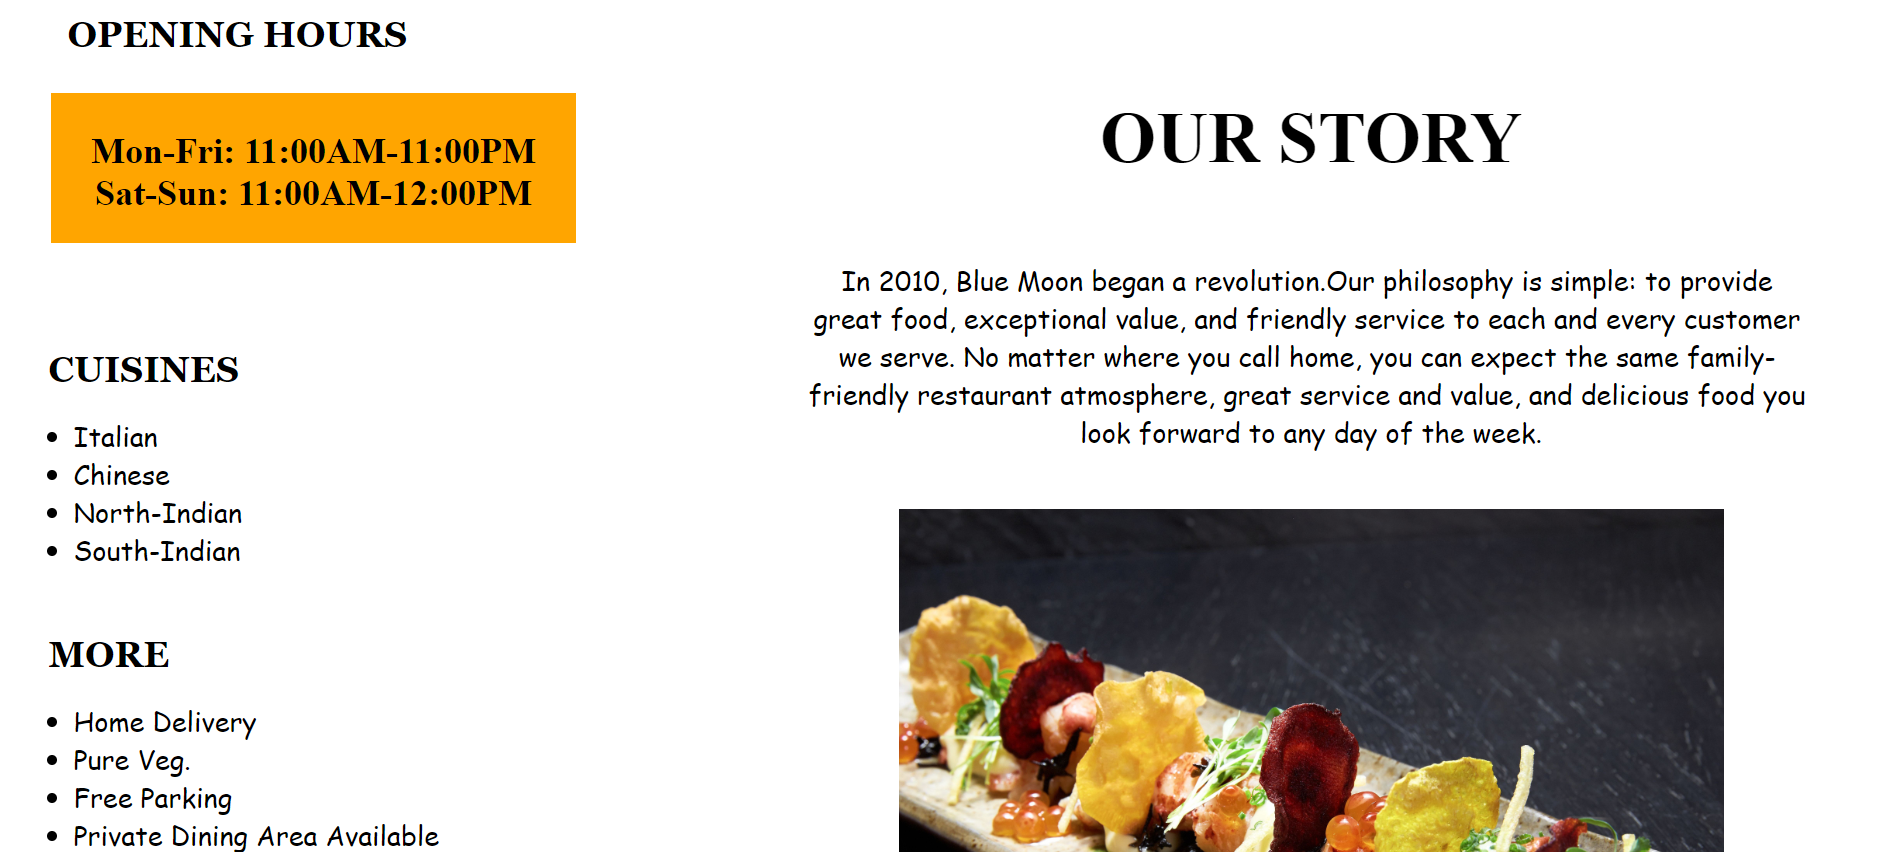 OPENING HOURS
Mon-Fri: 11:00AM-11:00PM
Sat-Sun: 11:00AM-12:00PM
CUISINES
Italian
Chinese
North-Indian
South-Indian
MORE
Home Delivery
Pure Veg.
Free Parking
Private Dining Area Available
OUR STORY
In 2010, Blue Moon began a revolution.Our philosophy is simple: to provide
great food, exceptional value, and friendly service to each and every customer
we serve. No matter where you call home, you can expect the same family-
friendly restaurant atmosphere, great service and value, and delicious food you
look forward to any day of the week.